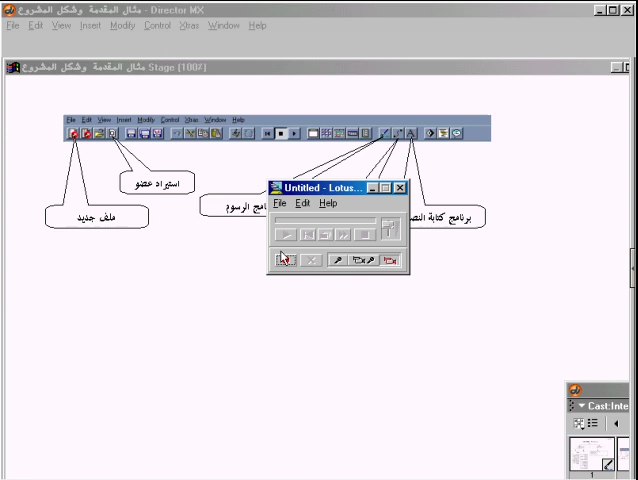 مثال المقدمة وشكل المشروع - Director MX
File Edit View Insert Modify Control Xtras Window Help
مثال المقدمة وشكل المشروع Stage (100%)
File Edit View Insert Modify Control Xtras Window Help
استيراد عضو
ملف جديد
الرسوم
برنامج كتابة
Untitled - Lotus...
File Edit Help
Cast:Inte
1